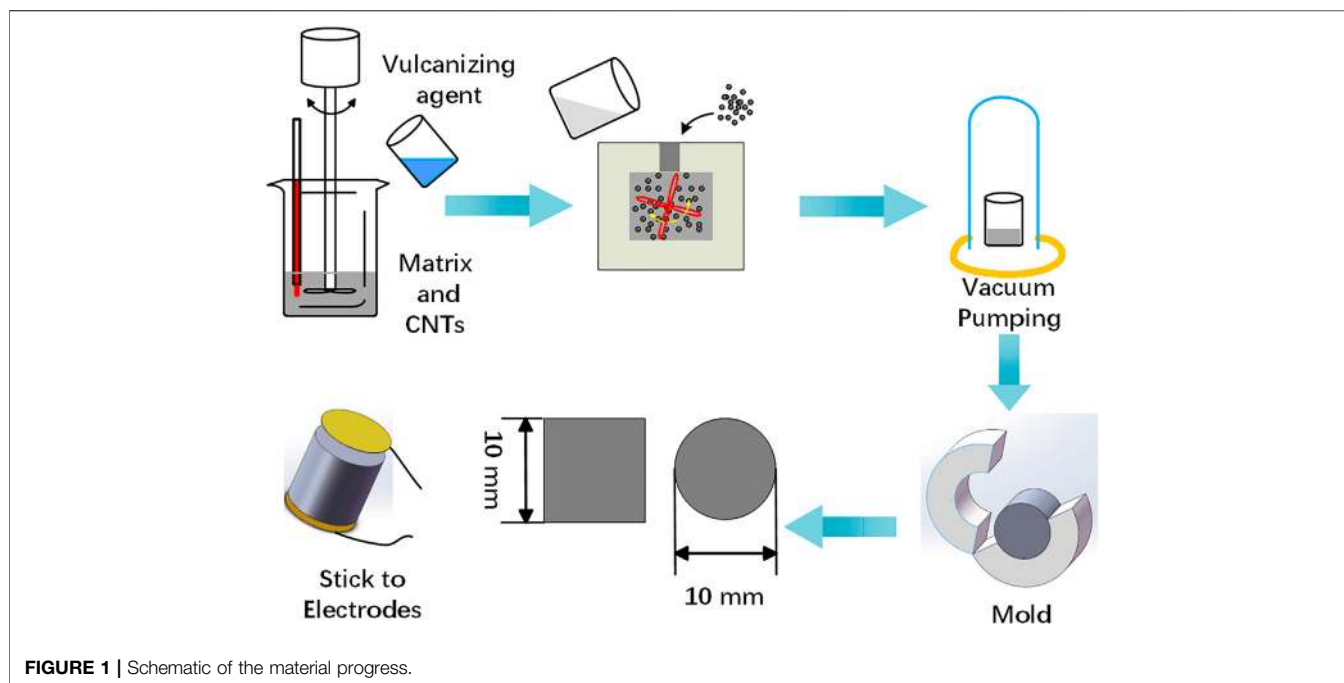 Vulcanizing
agent
Matrix
and
CNTs
Vacuum
Pumping
10 mm
10 mm
Stick to
Electrodes
Mold
FIGURE 1 | Schematic of the material progress.